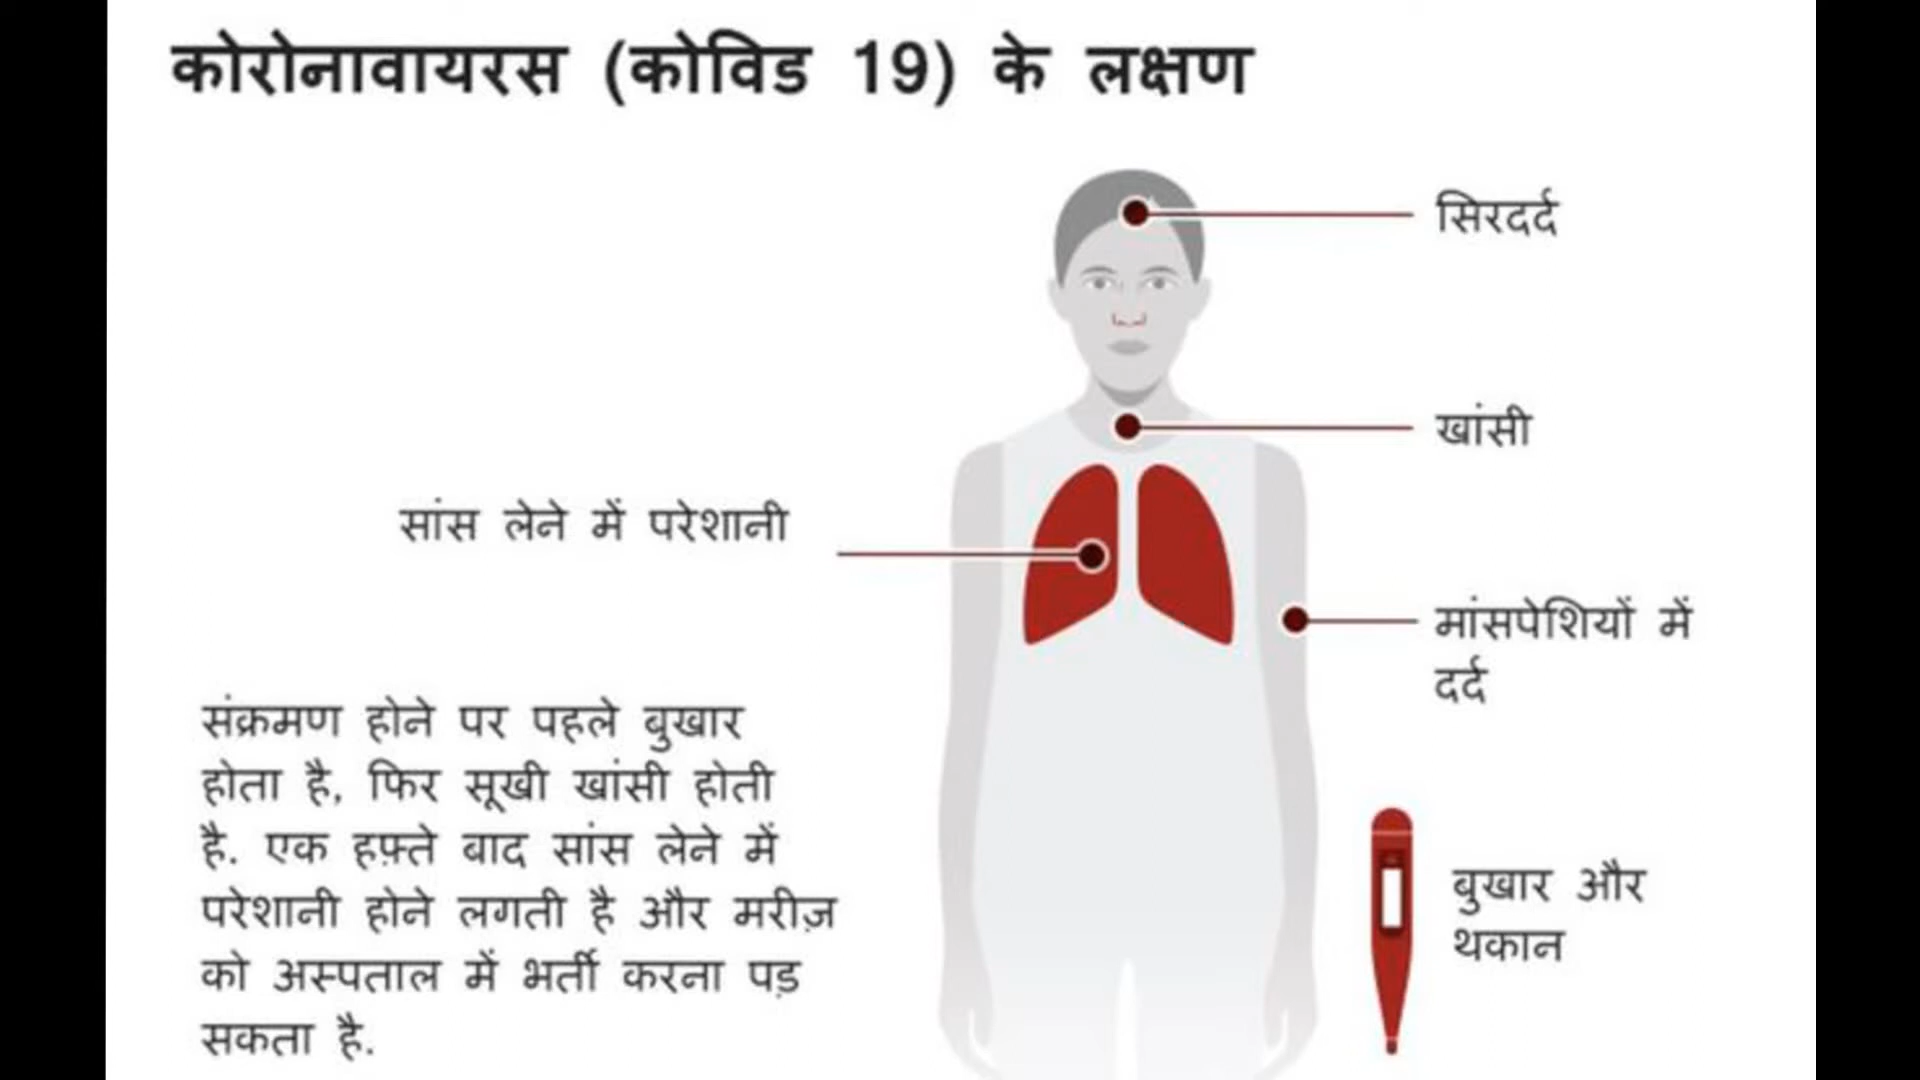 कोरोनावायरस (कोविड 19) के लक्षण
सिरदर्द
खांसी
सांस लेने में परेशानी
मांसपेशियों में
दर्द
संक्रमण होने पर पहले बुखार
होता है, फिर सूखी खांसी होती
है. एक हफ़्ते बाद सांस लेने में
परेशानी होने लगती है और मरीज़
को अस्पताल में भर्ती करना पड़
सकता है.
बुखार और
थकान